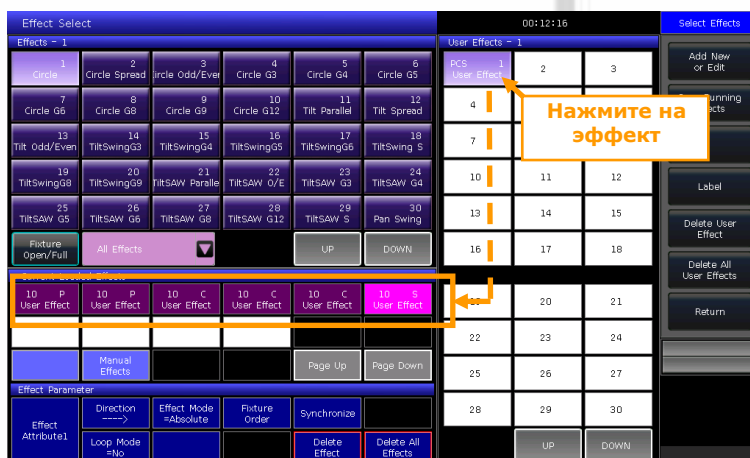 Effect Select
00:12:16
Select Effects
Effects - 1
User Effects - 1
1
Circle
2
Circle Spread
3
ircle Odd/Even
4
Circle G3
5
Circle G4
6
Circle G5
7
Circle G6
8
Circle G8
9
Circle G9
10
Circle G12
11
Tilt Parallel
12
Tilt Spread
13
Tilt Odd/Even
14
TiltSwingG3
15
TiltSwingG4
16
TiltSwingG5
17
TiltSwingG6
18
TiltSwing S
19
TiltSwingG8
20
TiltSwingG9
21
TiltSAW Paralle
22
TiltSAW O/E
23
TiltSAW G3
24
TiltSAW G4
25
TiltSAW G5
26
TiltSAW G6
27
TiltSAW G8
28
TiltSAW G12
29
TiltSAW S
30
Pan Swing
Fixture
Open/Full
All Effects
UP
DOWN
10 P
User Effect
10 P
User Effect
10 C
User Effect
10 C
User Effect
10 C
User Effect
10 S
User Effect
Manual
Effects
Page Up
Page Down
Effect Parameter
Effect
Attribute1
Direction
---->
Effect Mode
=Absolute
Fixture
Order
Synchronize
Loop Mode
=No
Delete
Effect
Delete All
Effects
PCS 1
User Effect
2
3
4
7
10
11
12
13
14
15
16
17
18
20
21
22
23
24
25
26
27
28
29
30
UP
DOWN
Нажмите на
эффект
Add New
or Edit
Label
Delete User
Effect
Delete All
User Effects
Return